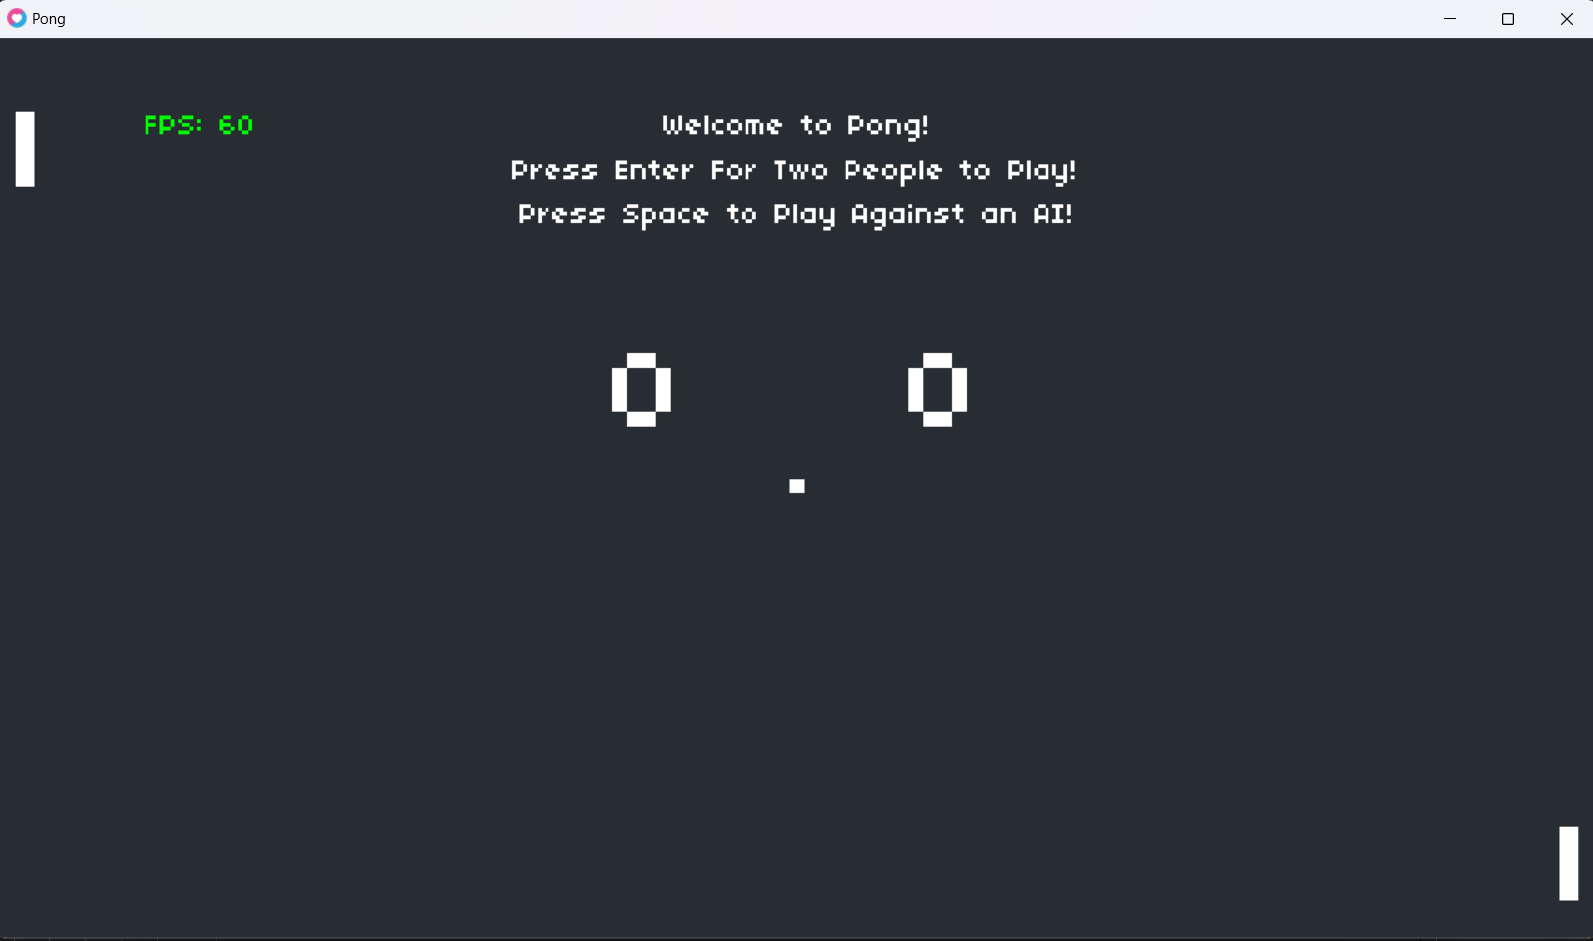 Pong
FPS: 60
Welcome to Pong!
Press Enter For Two People to Play!
Press Space to Play Against an AI!
0 0